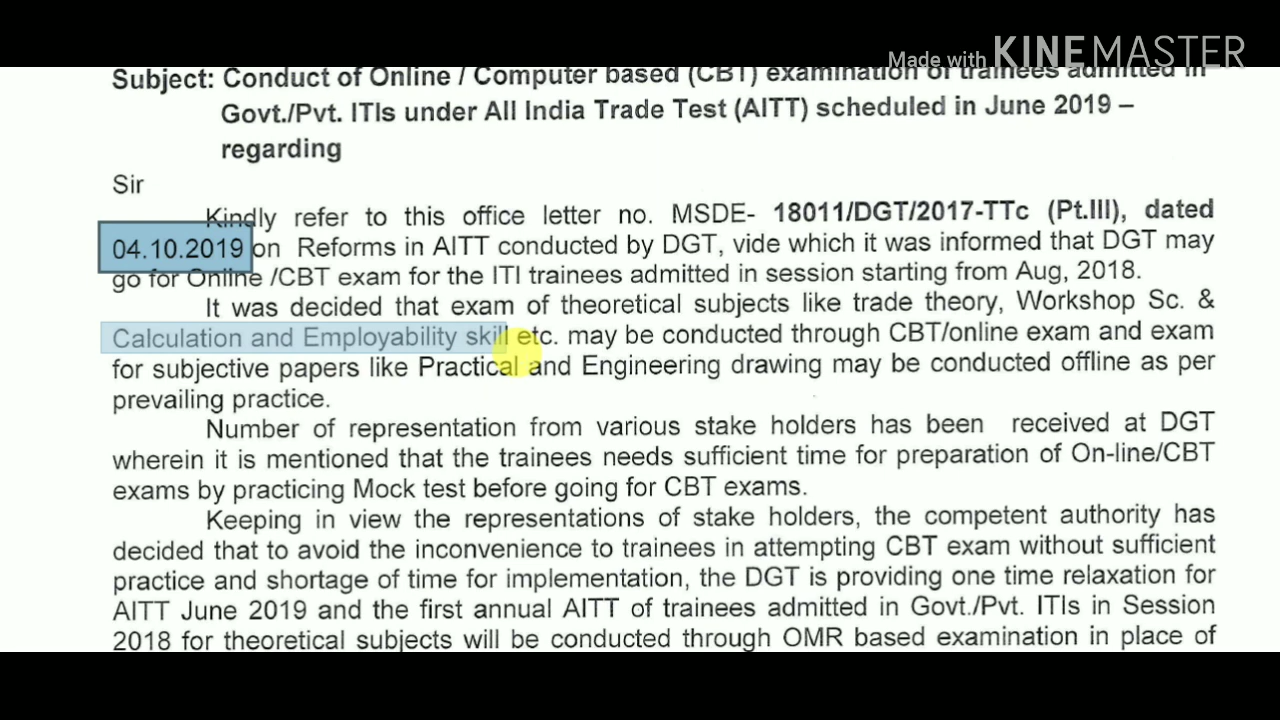 Made with KINEMASTER
Subject: Conduct of Online / Computer based (CBT) examination of trainees admitted in
Govt./Pvt. ITIs under All India Trade Test (AITT) scheduled in June 2019 –
regarding
Sir
Kindly refer to this office letter no. MSDE- 18011/DGT/2017-TTc (Pt.III), dated
04.10.2019 on Reforms in AITT conducted by DGT, vide which it was informed that DGT may
go for Online /CBT exam for the ITI trainees admitted in session starting from Aug, 2018.
It was decided that exam of theoretical subjects like trade theory, Workshop Sc. &
Calculation and Employability skill etc. may be conducted through CBT/online exam and exam
for subjective papers like Practical and Engineering drawing may be conducted offline as per
prevailing practice.
Number of representation from various stake holders has been received at DGT
wherein it is mentioned that the trainees needs sufficient time for preparation of On-line/CBT
exams by practicing Mock test before going for CBT exams.
Keeping in view the representations of stake holders, the competent authority has
decided that to avoid the inconvenience to trainees in attempting CBT exam without sufficient
practice and shortage of time for implementation, the DGT is providing one time relaxation for
AITT June 2019 and the first annual AITT of trainees admitted in Govt./Pvt. ITIs in Session
2018 for theoretical subjects will be conducted through OMR based examination in place of